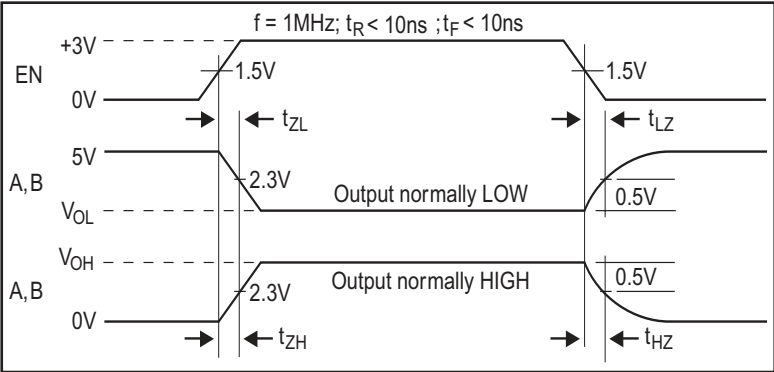 f = 1MHz; tR < 10ns ; tF < 10ns
+3V
EN
1.5V
1.5V
0V
tZL
tLZ
5V
A,B
2.3V
Output normally LOW
0.5V
VOL
VOH
A,B
2.3V
Output normally HIGH
0.5V
0V
tZH
tHZ